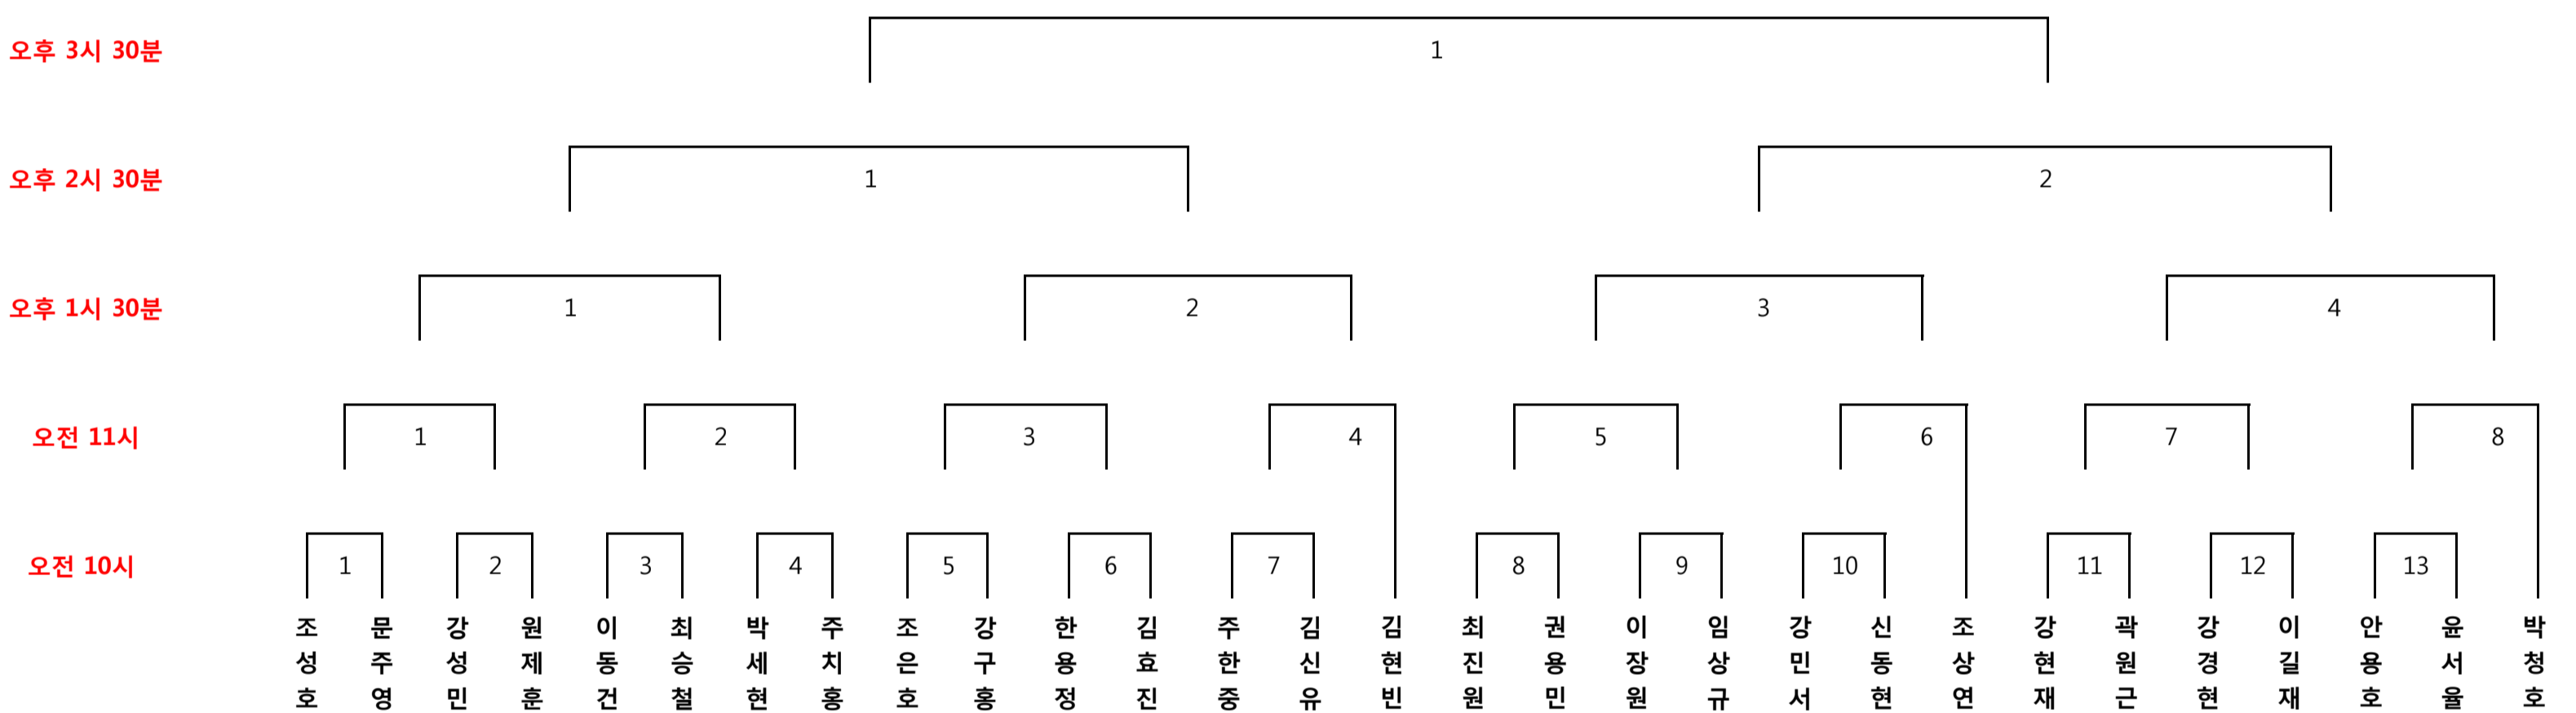 오후 3시 30분 1
오후 2시 30분 1 2
오후 1시 30분 1 2 3 4
오전 11시 1 2 3 4 5 6 7 8
오전 10시 1 2 3 4 5 6 7 8 9 10 11 12 13
조성호 문주영 강성민 원제훈 이동건 최승철 박세현 주치홍 조은호 강구홍 한용정 김효진 주한중 김신유 김현빈 최진원 권용민 이장원 임상규 강민서 신동현 조상연 강현재 곽원근 강경현 이길재 안용호 윤서율 박청호